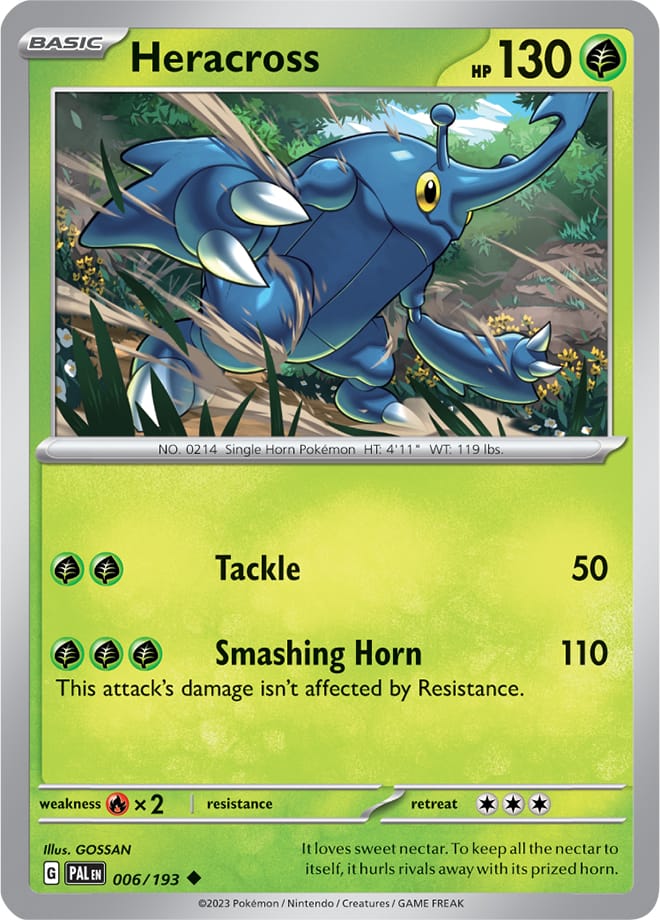 BASIC Heracross HP 130
NO. 0214 Single Horn Pokémon HT: 4'11" WT: 119 lbs.
Tackle 50
Smashing Horn 110
This attack's damage isn't affected by Resistance.
weakness ×2 resistance retreat
Illus. GOSSAN
It loves sweet nectar. To keep all the nectar to
itself, it hurls rivals away with its prized horn.
G PAL EN 006/193
©2023 Pokémon / Nintendo / Creatures / GAME FREAK